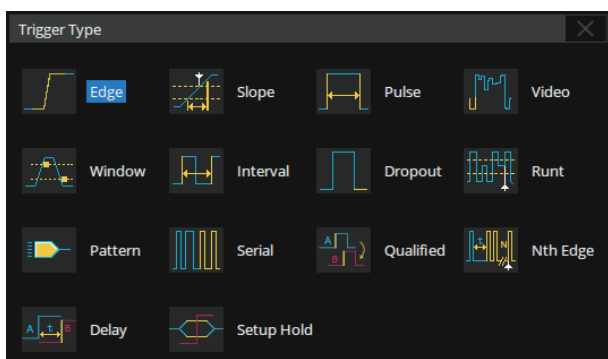 Trigger Type
Edge Slope Pulse Video
Window Interval Dropout Runt
Pattern Serial A B Qualified t N Nth Edge
A t B Delay Setup Hold